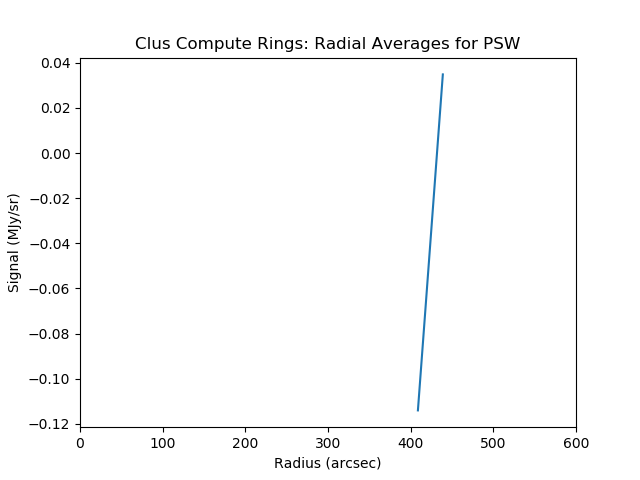 Clus Compute Rings: Radial Averages for PSW
0.04
0.02
0.00
−0.02
−0.04
−0.06
−0.08
−0.10
−0.12
Signal (MJy/sr)
0 100 200 300 400 500 600
Radius (arcsec)